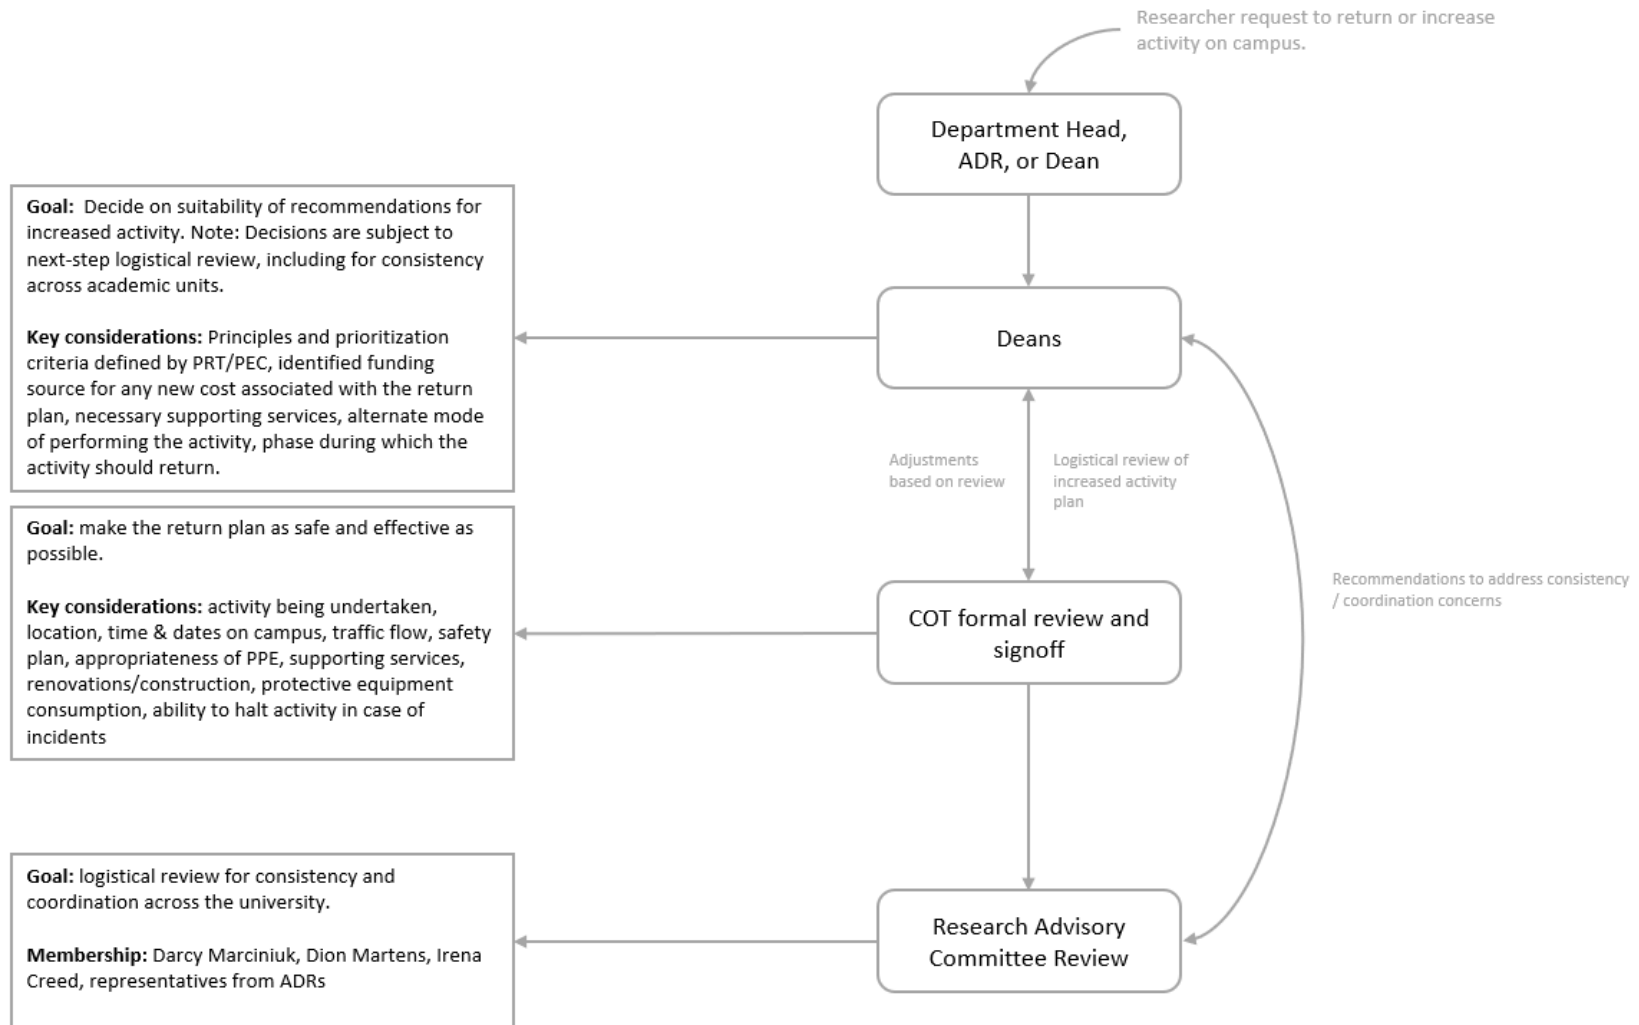 Researcher request to return or increase
activity on campus.
Department Head,
ADR, or Dean
Goal:  Decide on suitability of recommendations for
increased activity. Note: Decisions are subject to
next-step logistical review, including for consistency
across academic units.
Key considerations: Principles and prioritization
criteria defined by PRT/PEC, identified funding
source for any new cost associated with the return
plan, necessary supporting services, alternate mode
of performing the activity, phase during which the
activity should return.
Deans
Adjustments
based on review
Logistical review of
increased activity
plan
Goal: make the return plan as safe and effective as
possible.
Key considerations: activity being undertaken,
location, time & dates on campus, traffic flow, safety
plan, appropriateness of PPE, supporting services,
renovations/construction, protective equipment
consumption, ability to halt activity in case of
incidents
COT formal review and
signoff
Recommendations to address consistency
/ coordination concerns
Goal: logistical review for consistency and
coordination across the university.
Membership: Darcy Marciniuk, Dion Martens, Irena
Creed, representatives from ADRs
Research Advisory
Committee Review